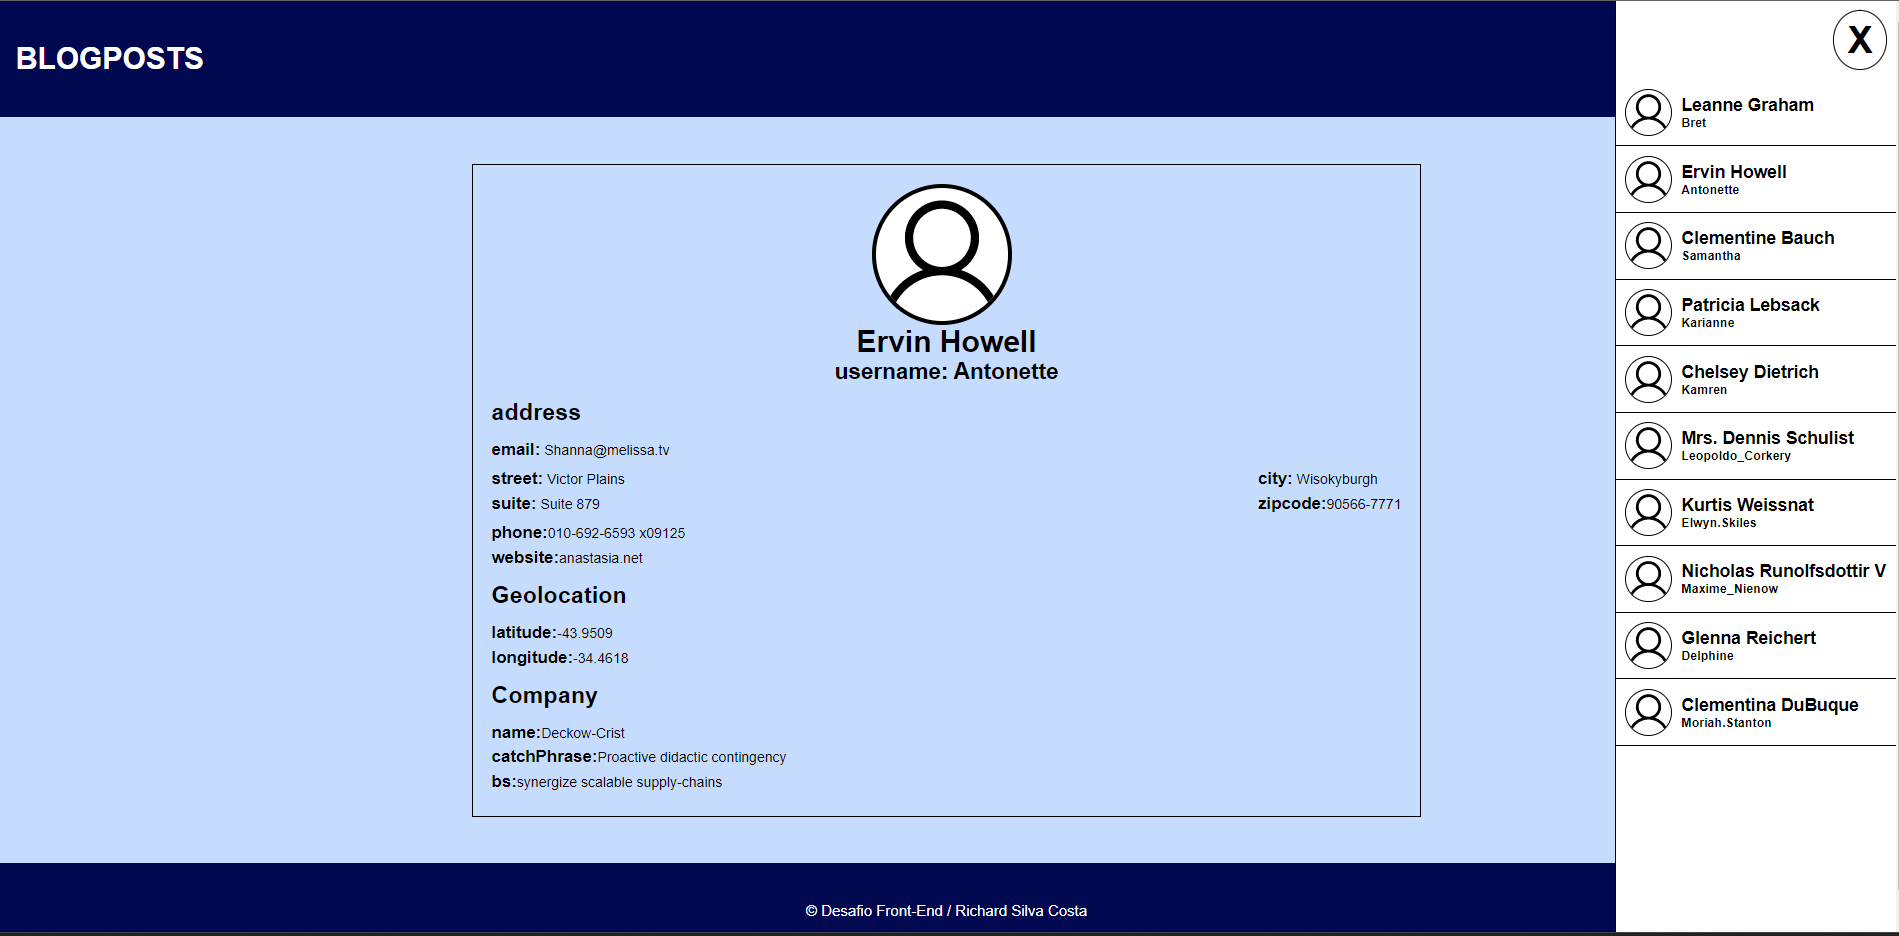 BLOGPOSTS
Ervin Howell
username: Antonette
address
email: Shanna@melissa.tv
street: Victor Plains
city: Wisokyburgh
suite: Suite 879
zipcode:90566-7771
phone:010-692-6593 x09125
website:anastasia.net
Geolocation
latitude:-43.9509
longitude:-34.4618
Company
name:Deckow-Crist
catchPhrase:Proactive didactic contingency
bs:synergize scalable supply-chains
© Desafio Front-End / Richard Silva Costa
X
Leanne Graham
Bret
Ervin Howell
Antonette
Clementine Bauch
Samantha
Patricia Lebsack
Karianne
Chelsey Dietrich
Kamren
Mrs. Dennis Schulist
Leopoldo_Corkery
Kurtis Weissnat
Elwyn.Skiles
Nicholas Runolfsdottir V
Maxime_Nienow
Glenna Reichert
Delphine
Clementina DuBuque
Moriah.Stanton